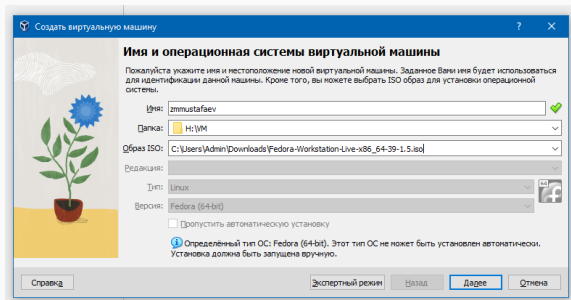 Создать виртуальную машину
Имя и операционная системы виртуальной машины
Пожалуйста укажите имя и местоположение новой виртуальной машины. Заданное Вами имя будет использоваться
для идентификации данной машины. Кроме того, вы можете выбрать ISO образ для установки операционной
системы.
Имя: zmmustafaev
Папка: H:\VM
Образ ISO: C:\Users\Admin\Downloads\Fedora-Workstation-Live-x86_64-39-1.5.iso
Редакция:
Тип: Linux
Версия: Fedora (64-bit)
64
Пропустить автоматическую установку
Определённый тип ОС: Fedora (64-bit). Этот тип ОС не может быть установлен автоматически.
Установка должна быть запущена вручную.
Справка Экспертный режим Назад Далее Отмена